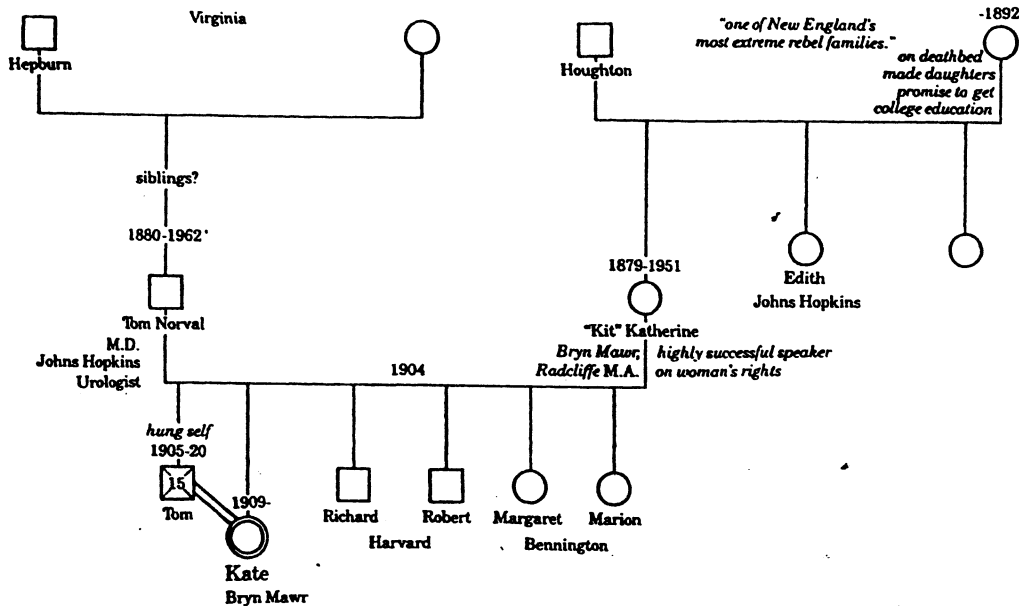 Virginia
-1892
"one of New England's
most extreme rebel families."
Hepburn
Houghton
on deathbed
made daughters
promise to get
college education
siblings?
1880-1962
1879-1951
Edith
Johns Hopkins
Tom Norval
"Kit" Katherine
M.D.
Johns Hopkins
Urologist
Bryn Mawr,
Radcliffe M.A.
highly successful speaker
on woman's rights
1904
hung self
1905-20
15
Tom
1909-
Richard
Robert
Margaret
Marion
Harvard
Bennington
Kate
Bryn Mawr